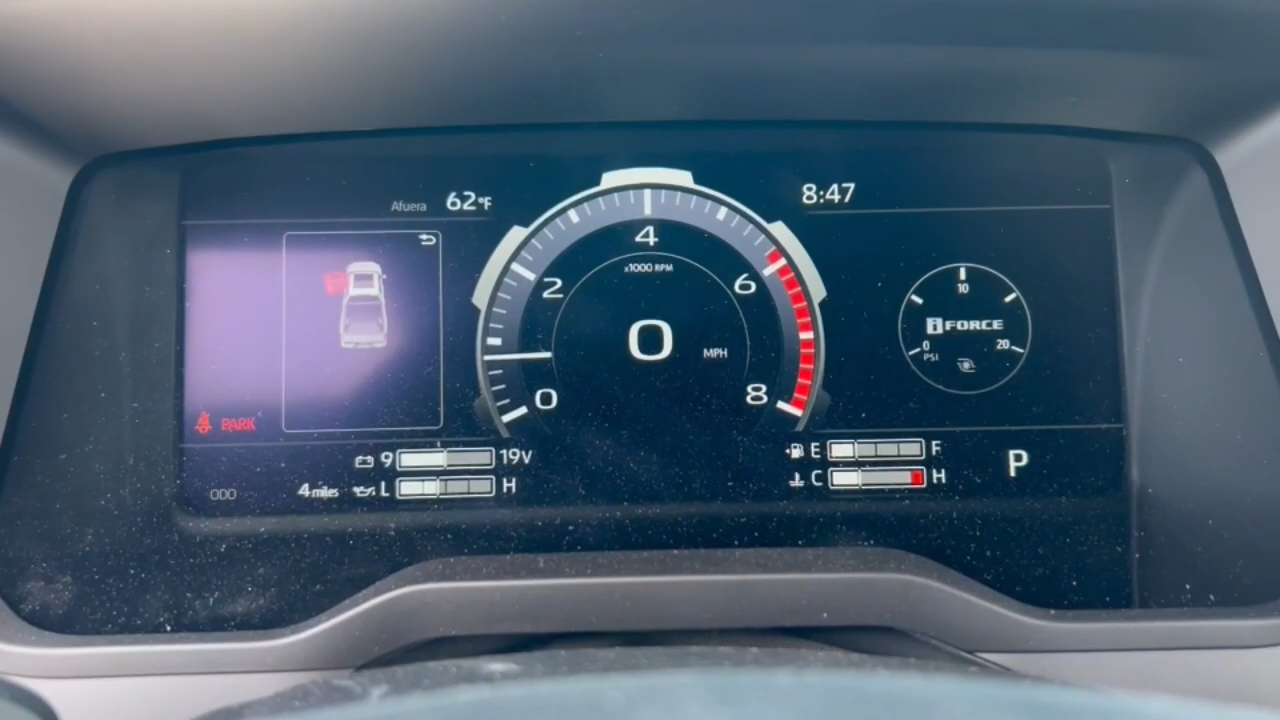 Afuera 62°F
8:47
4
x1000 RPM
2
6
10
iFORCE
0
MPH
0
20
PSI
0
8
PARK
9
19V
E
F
P
ODO
4 miles
L
H
C
H